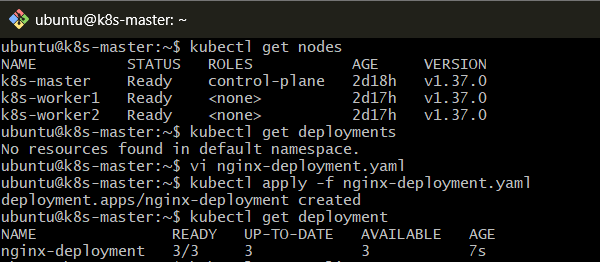 ubuntu@k8s-master: ~
ubuntu@k8s-master:~$ kubectl get nodes
NAME STATUS ROLES AGE VERSION
k8s-master Ready control-plane 2d18h v1.37.0
k8s-worker1 Ready <none> 2d17h v1.37.0
k8s-worker2 Ready <none> 2d17h v1.37.0
ubuntu@k8s-master:~$ kubectl get deployments
No resources found in default namespace.
ubuntu@k8s-master:~$ vi nginx-deployment.yaml
ubuntu@k8s-master:~$ kubectl apply -f nginx-deployment.yaml
deployment.apps/nginx-deployment created
ubuntu@k8s-master:~$ kubectl get deployment
NAME READY UP-TO-DATE AVAILABLE AGE
nginx-deployment 3/3 3 3 7s